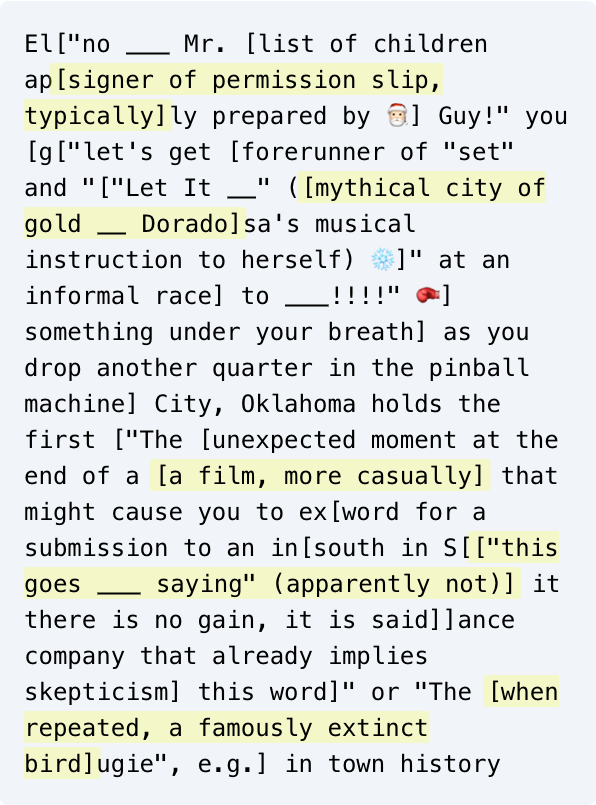 El["no ___ Mr. [list of children
ap[signer of permission slip,
typically]ly prepared by 🎅] Guy!" you
[g["let's get [forerunner of "set"
and "["Let It __" ([mythical city of
gold __ Dorado]sa's musical
instruction to herself) ❄️]" at an
informal race] to ___!!!!" 🥊]
something under your breath] as you
drop another quarter in the pinball
machine] City, Oklahoma holds the
first ["The [unexpected moment at the
end of a [a film, more casually] that
might cause you to ex[word for a
submission to an in[south in S[["this
goes ___ saying" (apparently not)] it
there is no gain, it is said]]ance
company that already implies
skepticism] this word]" or "The [when
repeated, a famously extinct
bird]ugie", e.g.] in town history